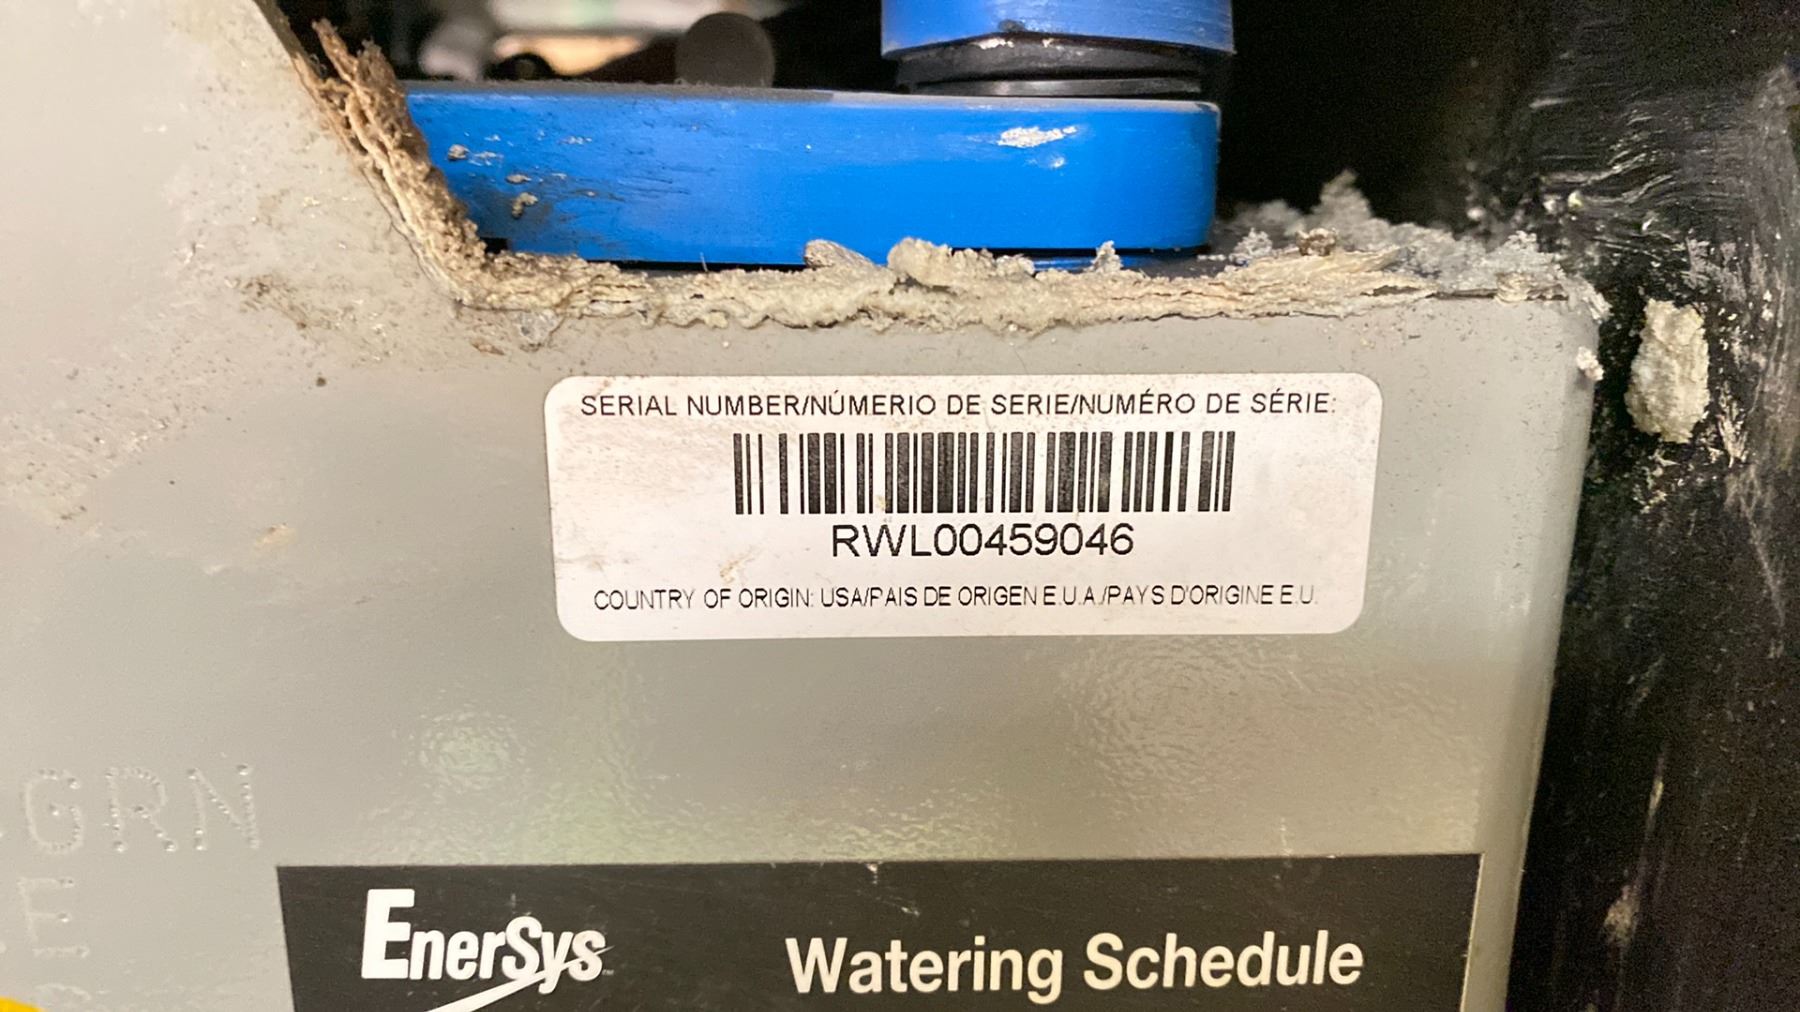 SERIAL NUMBER/NÚMERIO DE SERIE/NUMÉRO DE SÉRIE:
RWL00459046
COUNTRY OF ORIGIN: USA/PAIS DE ORIGEN E.U.A./PAYS D'ORIGINE E.U.
GRN
E
EnerSys
Watering Schedule